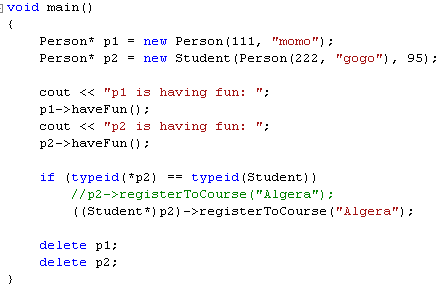 void main()
{
Person* p1 = new Person(111, "momo");
Person* p2 = new Student(Person(222, "gogo"), 95);
cout << "p1 is having fun: ";
p1->haveFun();
cout << "p2 is having fun: ";
p2->haveFun();
if (typeid(*p2) == typeid(Student))
//p2->registerToCourse("Algera");
((Student*)p2)->registerToCourse("Algera");
delete p1;
delete p2;
}